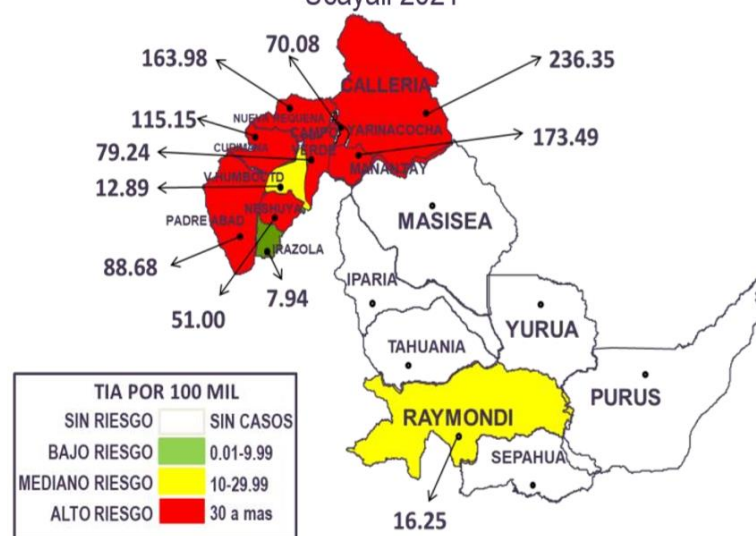 Ucayali 2021
70.08
163.98
236.35
CALLERIA
NUEVA REQUENA
115.15
CAMPO
VERDE
YARINACOCHA
173.49
CURIMANA
79.24
MANANTAY
V.HUMBOLTD
12.89
NESHUYA
PADRE ABAD
MASISEA
IRAZOLA
88.68
7.94
51.00
IPARIA
YURUA
TAHUANIA
PURUS
RAYMONDI
SEPAHUA
16.25
TIA POR 100 MIL
SIN RIESGO SIN CASOS
BAJO RIESGO 0.01-9.99
MEDIANO RIESGO 10-29.99
ALTO RIESGO 30 a mas